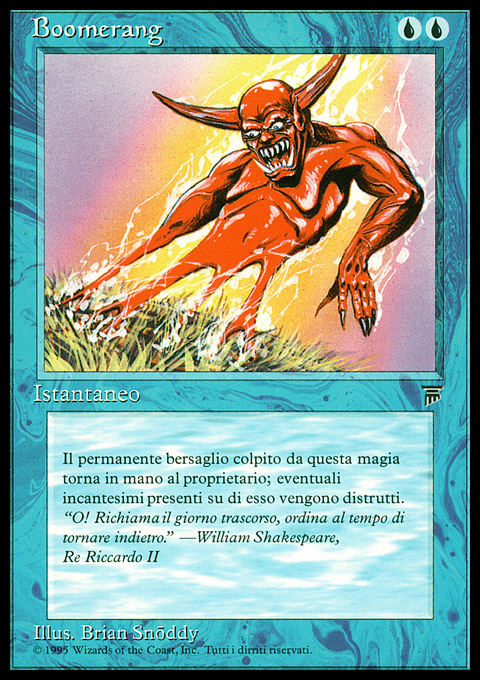 Boomerang
Istantaneo
Il permanente bersaglio colpito da questa magia
torna in mano al proprietario; eventuali
incantesimi presenti su di esso vengono distrutti.
“O! Richiama il giorno trascorso, ordina al tempo di
tornare indietro.” —William Shakespeare,
Re Riccardo II
Illus. Brian Snōddy
© 1995 Wizards of the Coast, Inc. Tutti i dirriti riservati.